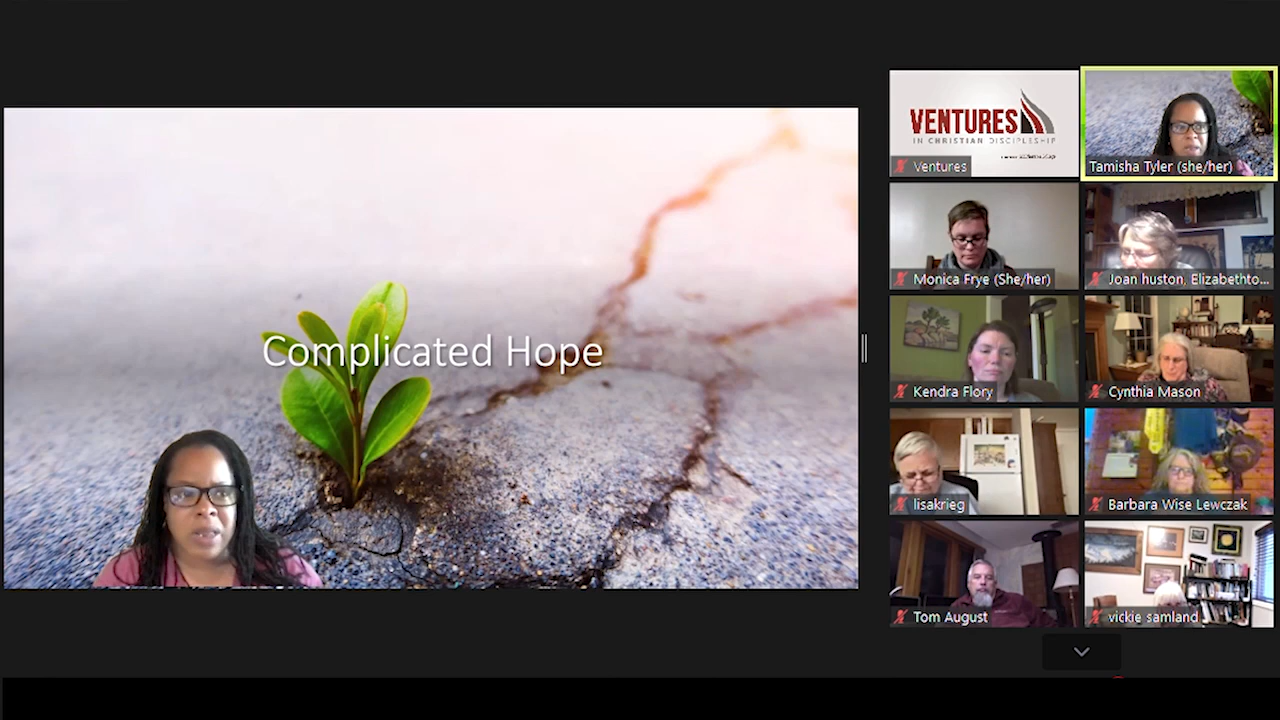 Complicated Hope
VENTURES
IN CHRISTIAN DISCIPLESHIP
Ventures
Tamisha Tyler (she/her)
Monica Frye (She/her)
Joan huston, Elizabethto...
Kendra Flory
Cynthia Mason
lisakrieg
Barbara Wise Lewczak
Tom August
vickie samland